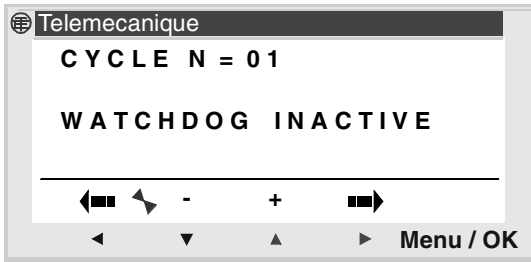 Telemecanique
CYCLE N = 01
WATCHDOG INACTIVE
- +
Menu / OK